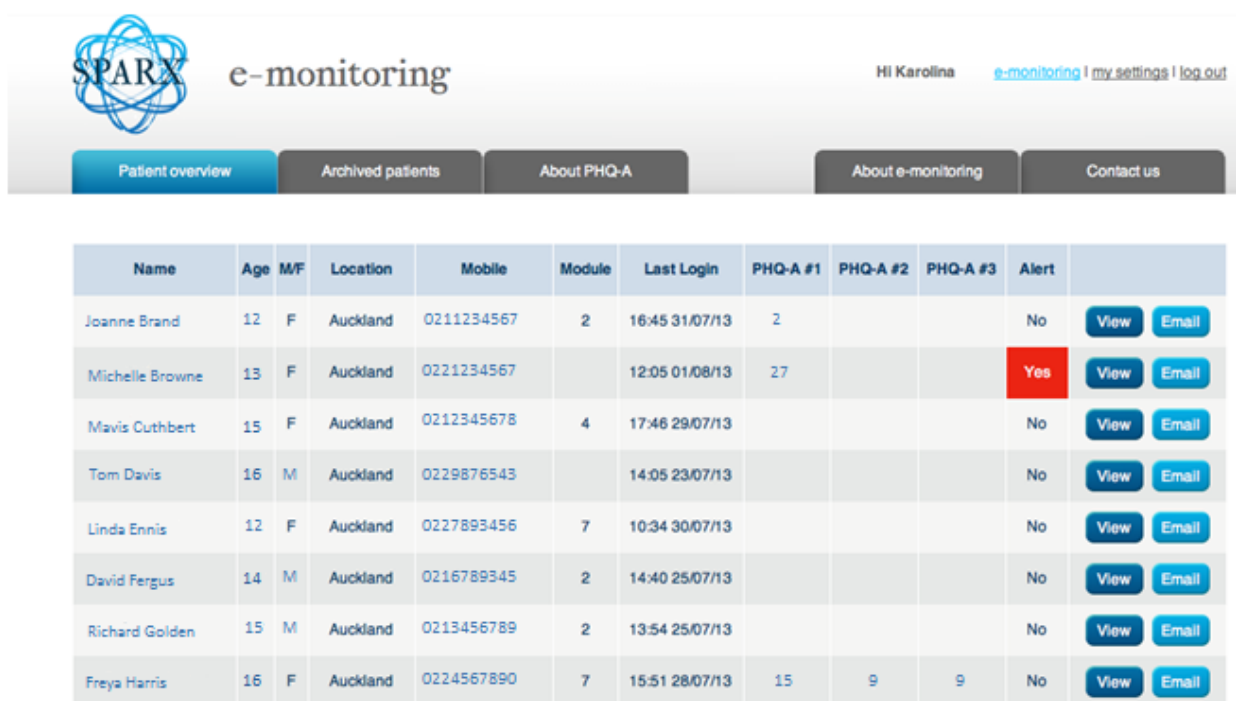 SPARX e-monitoring Hi Karolina e-monitoring | my settings | log out
Patient overview Archived patients About PHQ-A About e-monitoring Contact us
Name Age M/F Location Mobile Module Last Login PHQ-A #1 PHQ-A #2 PHQ-A #3 Alert
Joanne Brand 12 F Auckland 0211234567 2 16:45 31/07/13 2 No View Email
Michelle Browne 13 F Auckland 0221234567 12:05 01/08/13 27 Yes View Email
Mavis Cuthbert 15 F Auckland 0212345678 4 17:46 29/07/13 No View Email
Tom Davis 16 M Auckland 0229876543 14:05 23/07/13 No View Email
Linda Ennis 12 F Auckland 0227893456 7 10:34 30/07/13 No View Email
David Fergus 14 M Auckland 0216789345 2 14:40 25/07/13 No View Email
Richard Golden 15 M Auckland 0213456789 2 13:54 25/07/13 No View Email
Freya Harris 16 F Auckland 0224567890 7 15:51 28/07/13 15 9 9 No View Email